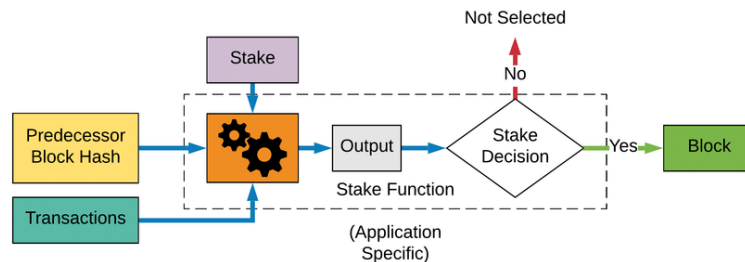 Not Selected
Stake
No
Predecessor
Block Hash
Output
Stake
Decision
Yes
Block
Stake Function
Transactions
(Application
Specific)